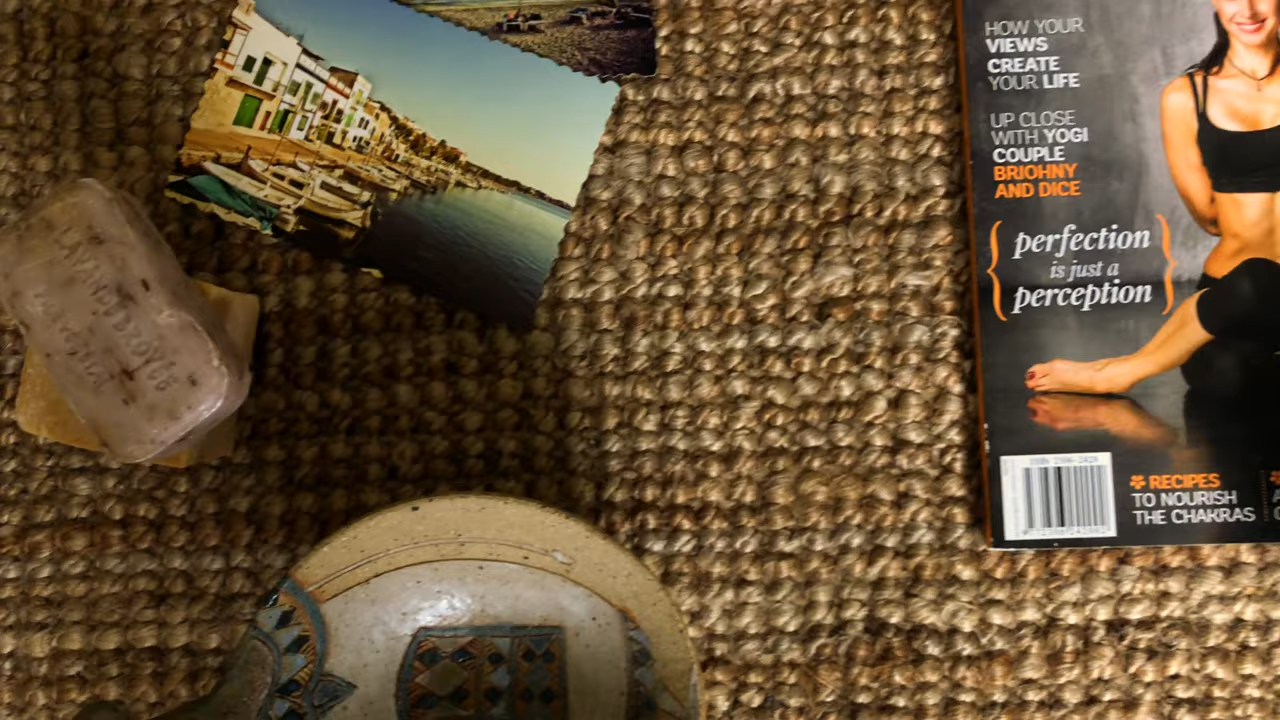 HOW YOUR
VIEWS
CREATE
YOUR LIFE
UP CLOSE
WITH YOGI
COUPLE
BRIOHNY
AND DICE
{ perfection
is just a
perception }
RECIPES
TO NOURISH
THE CHAKRAS